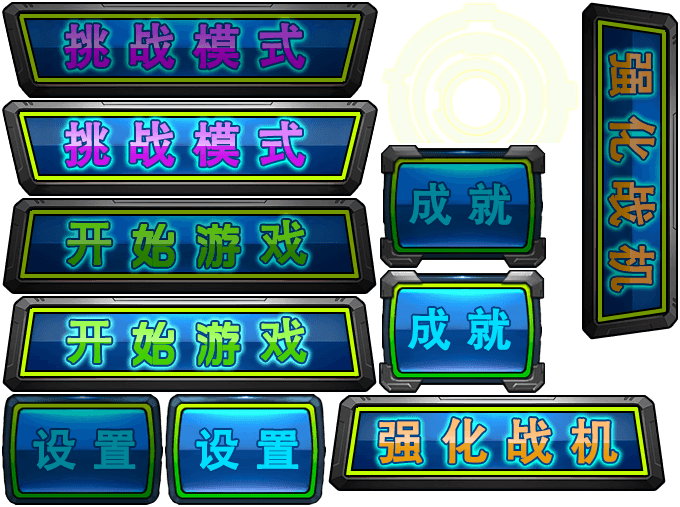 挑战模式
挑战模式
开始游戏
开始游戏
设置
设置
成就
成就
强化战机
强化战机